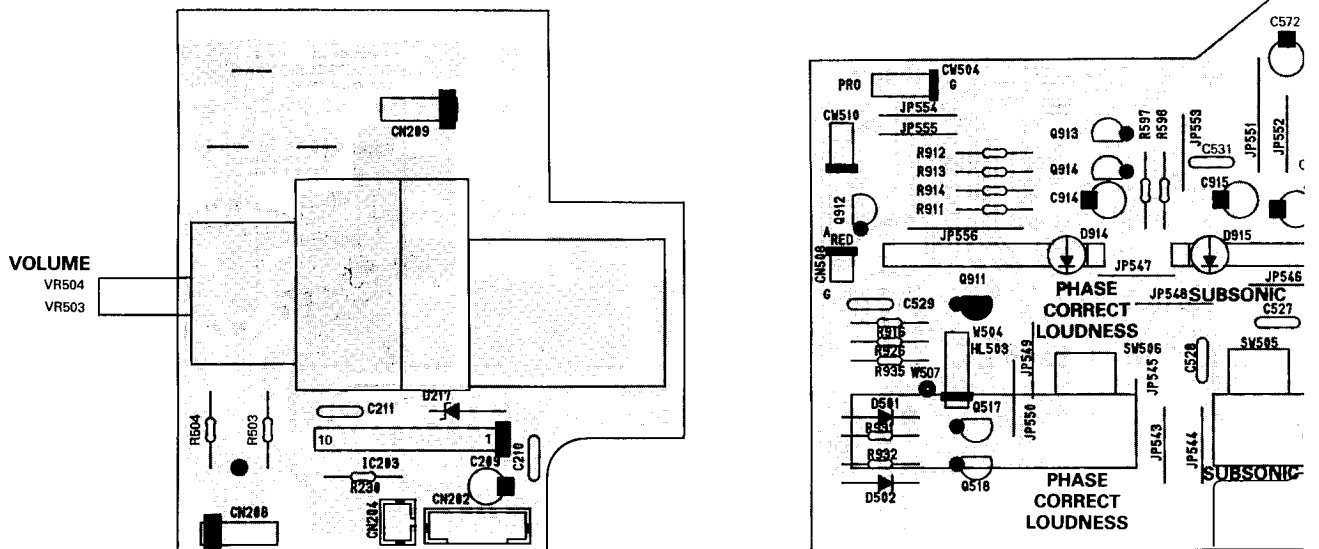 CN209
VOLUME
VR504
VR503
R504
R503
C211
D217
10
1
IC203
C209
C210
R230
CN204
CN202
CN208
C572
PRO
CW504
G
JP554
JP555
CW510
Q913
Q914
R597
R598
JP553
JP551
JP552
C531
R912
R913
R914
R911
C914
C915
Q912
A
RED
CN508
G
JP556
D914
D915
JP547
JP546
Q911
PHASE
CORRECT
LOUDNESS
JP548
SUBSONIC
C529
C527
R916
R926
R935
W504
HL503
JP549
SW506
JP545
C528
SW505
W507
D501
R931
Q517
JP550
JP543
JP544
R932
D502
Q518
PHASE
CORRECT
LOUDNESS
SUBSONIC